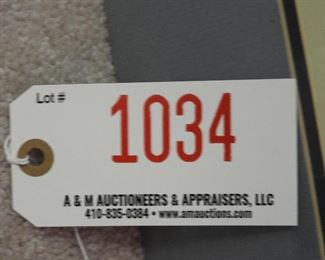 Lot #
1034
A & M AUCTIONEERS & APPRAISERS, LLC
410-835-0384 • www.amauctions.com